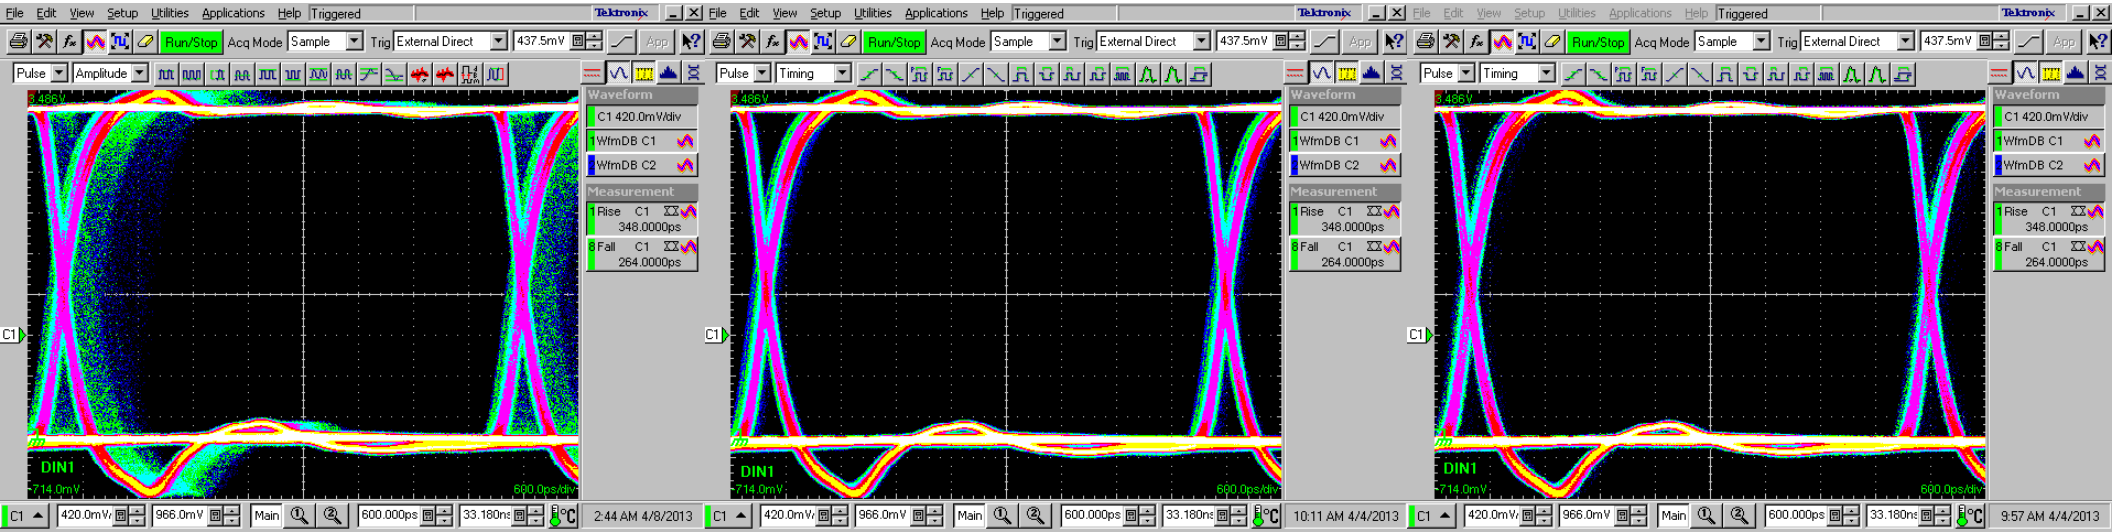 File Edit View Setup Utilities Applications Help Triggered Tektronix
Run/Stop Acq Mode Sample Trig External Direct 437.5mV App
Pulse Amplitude
3.486V
Waveform
C1 420.0mV/div
1 WfmDB C1
WfmDB C2
Measurement
1 Rise C1
348.0000ps
8 Fall C1
264.0000ps
C1
DIN1
-714.0mV
600.0ps/div
C1 420.0mV/ 966.0mV Main 1 2 600.000ps 33.180ns °C 2:44 AM 4/8/2013
File Edit View Setup Utilities Applications Help Triggered Tektronix
Run/Stop Acq Mode Sample Trig External Direct 437.5mV App
Pulse Timing
3.486V
Waveform
C1 420.0mV/div
1 WfmDB C1
WfmDB C2
Measurement
1 Rise C1
348.0000ps
8 Fall C1
264.0000ps
C1
DIN1
-714.0mV
600.0ps/div
C1 420.0mV/ 966.0mV Main 1 2 600.000ps 33.180ns °C 10:11 AM 4/4/2013
File Edit View Setup Utilities Applications Help Triggered Tektronix
Run/Stop Acq Mode Sample Trig External Direct 437.5mV App
Pulse Timing
3.486V
Waveform
C1 420.0mV/div
1 WfmDB C1
WfmDB C2
Measurement
1 Rise C1
348.0000ps
8 Fall C1
264.0000ps
C1
DIN1
-714.0mV
600.0ps/div
C1 420.0mV/ 966.0mV Main 1 2 600.000ps 33.180ns °C 9:57 AM 4/4/2013